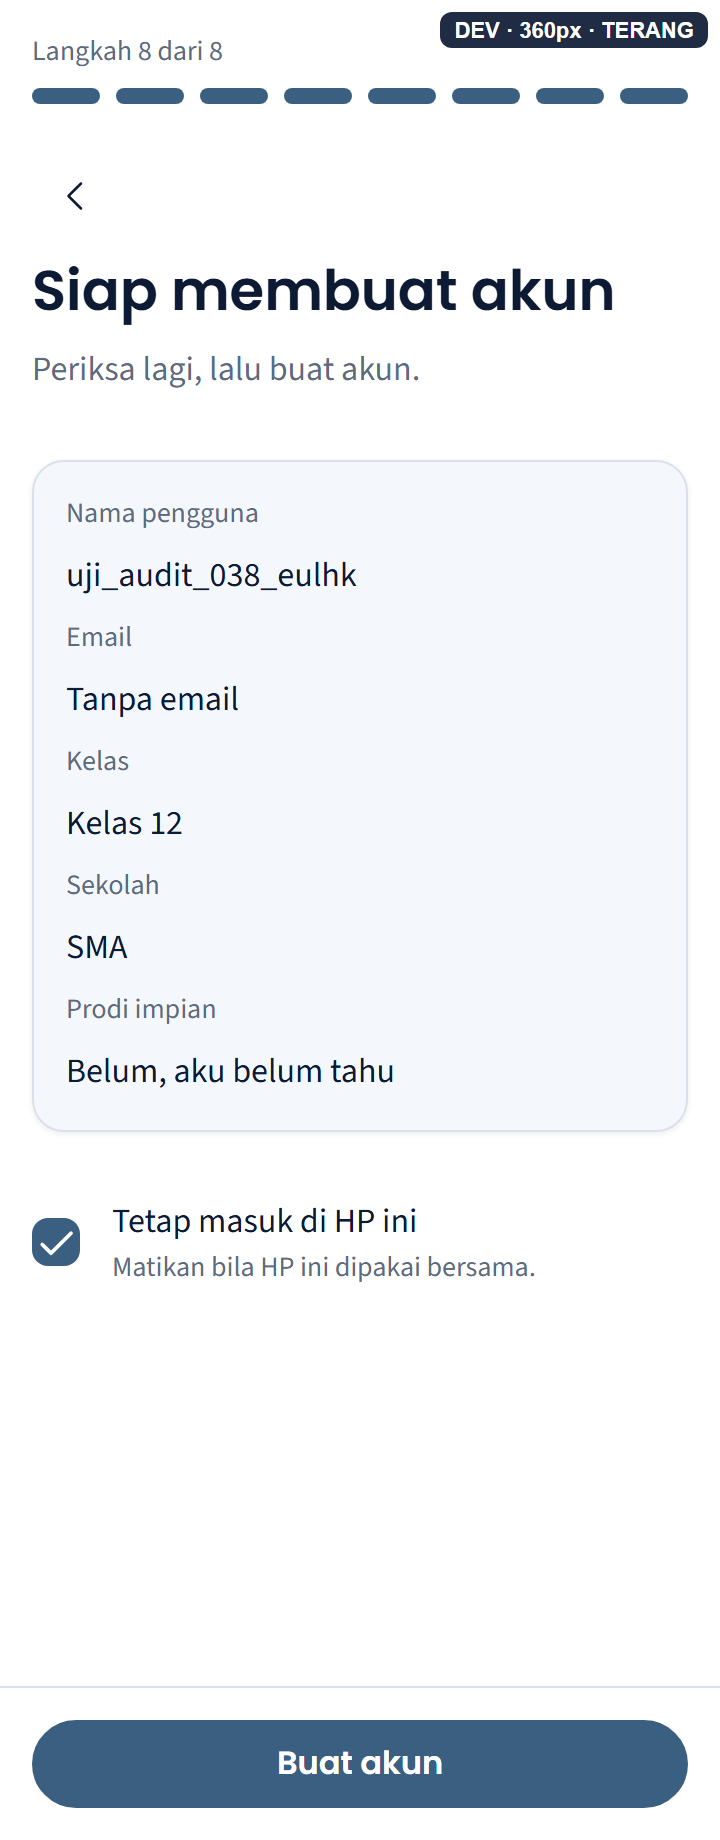 Langkah 8 dari 8
DEV · 360px · TERANG
Siap membuat akun
Periksa lagi, lalu buat akun.
Nama pengguna
uji_audit_038_eulhk
Email
Tanpa email
Kelas
Kelas 12
Sekolah
SMA
Prodi impian
Belum, aku belum tahu
Tetap masuk di HP ini
Matikan bila HP ini dipakai bersama.
Buat akun